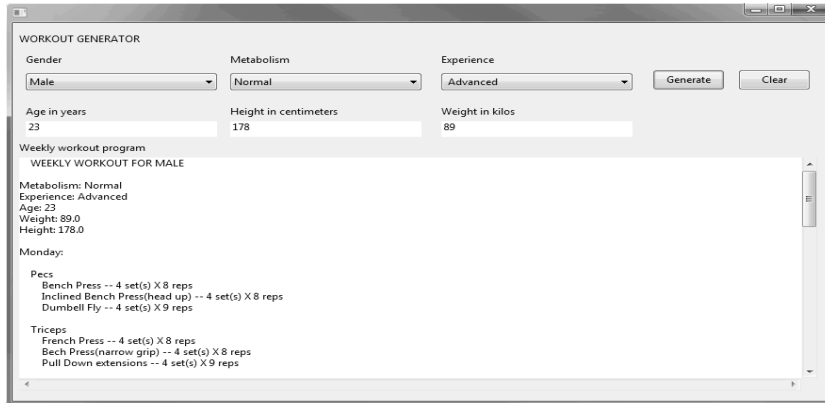 WORKOUT GENERATOR
Gender Metabolism Experience
Male Normal Advanced Generate Clear
Age in years Height in centimeters Weight in kilos
23 178 89
Weekly workout program
WEEKLY WORKOUT FOR MALE
Metabolism: Normal
Experience: Advanced
Age: 23
Weight: 89.0
Height: 178.0
Monday:
Pecs
Bench Press -- 4 set(s) X 8 reps
Inclined Bench Press(head up) -- 4 set(s) X 8 reps
Dumbell Fly -- 4 set(s) X 9 reps
Triceps
French Press -- 4 set(s) X 8 reps
Bech Press(narrow grip) -- 4 set(s) X 8 reps
Pull Down extensions -- 4 set(s) X 9 reps